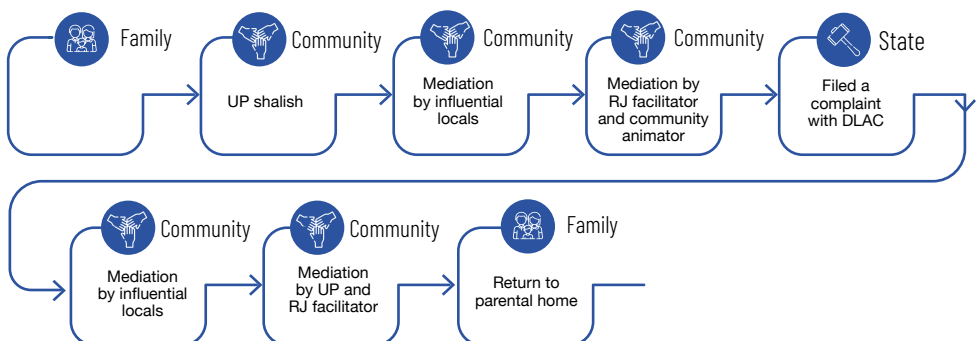 Family
Community
UP shalish
Community
Mediation
by influential
locals
Community
Mediation by
RJ facilitator
and community
animator
State
Filed a
complaint
with DLAC
Community
Mediation
by influential
locals
Community
Mediation
by UP and
RJ facilitator
Family
Return to
parental home